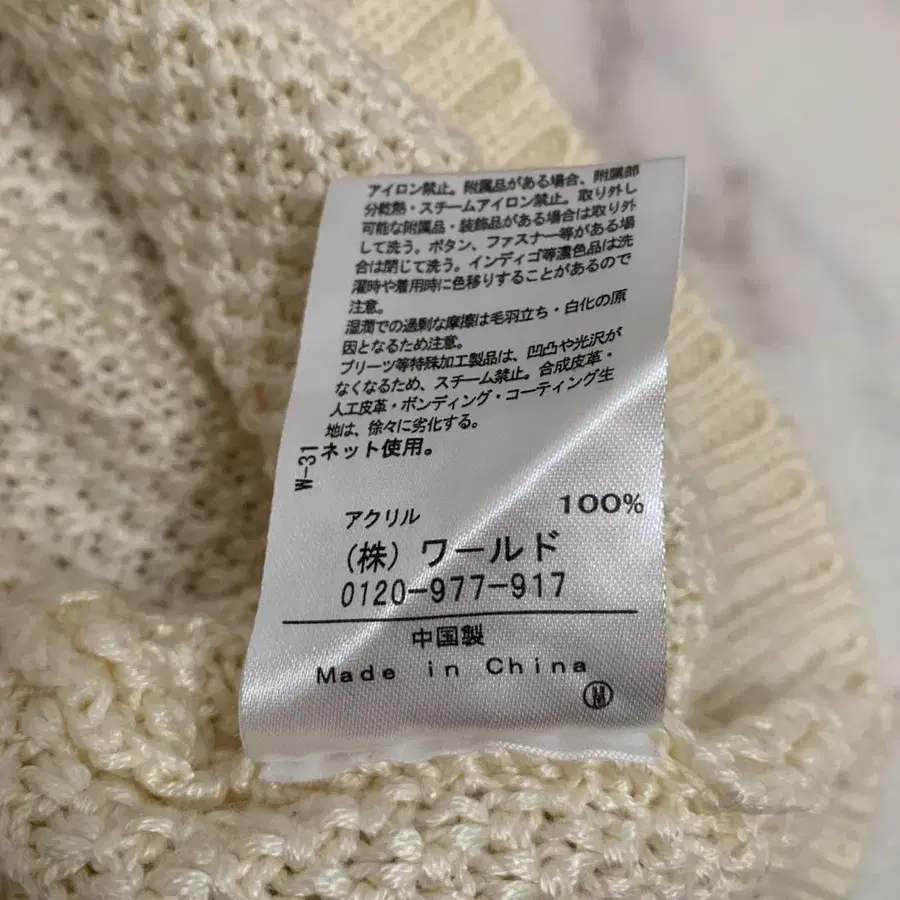 アイロン禁止。附属品がある場合、附属部
分乾熱・スチームアイロン禁止。取り外し
可能な附属品・装飾品がある場合は取り外
して洗う。ボタン、ファスナー等がある場
合は閉じて洗う。インディゴ等濃色品は洗
濯時や着用時に色移りすることがあるので
注意。
湿潤での過剰な摩擦は毛羽立ち・白化の原
因となるため注意。
プリーツ等特殊加工製品は、凹凸や光沢が
なくなるため、スチーム禁止。合成皮革・
人工皮革・ボンディング・コーティング生
地は、徐々に劣化する。
ネット使用。
W-31
アクリル 100%
(株) ワールド
0120-977-917
中国製
Made in China
M